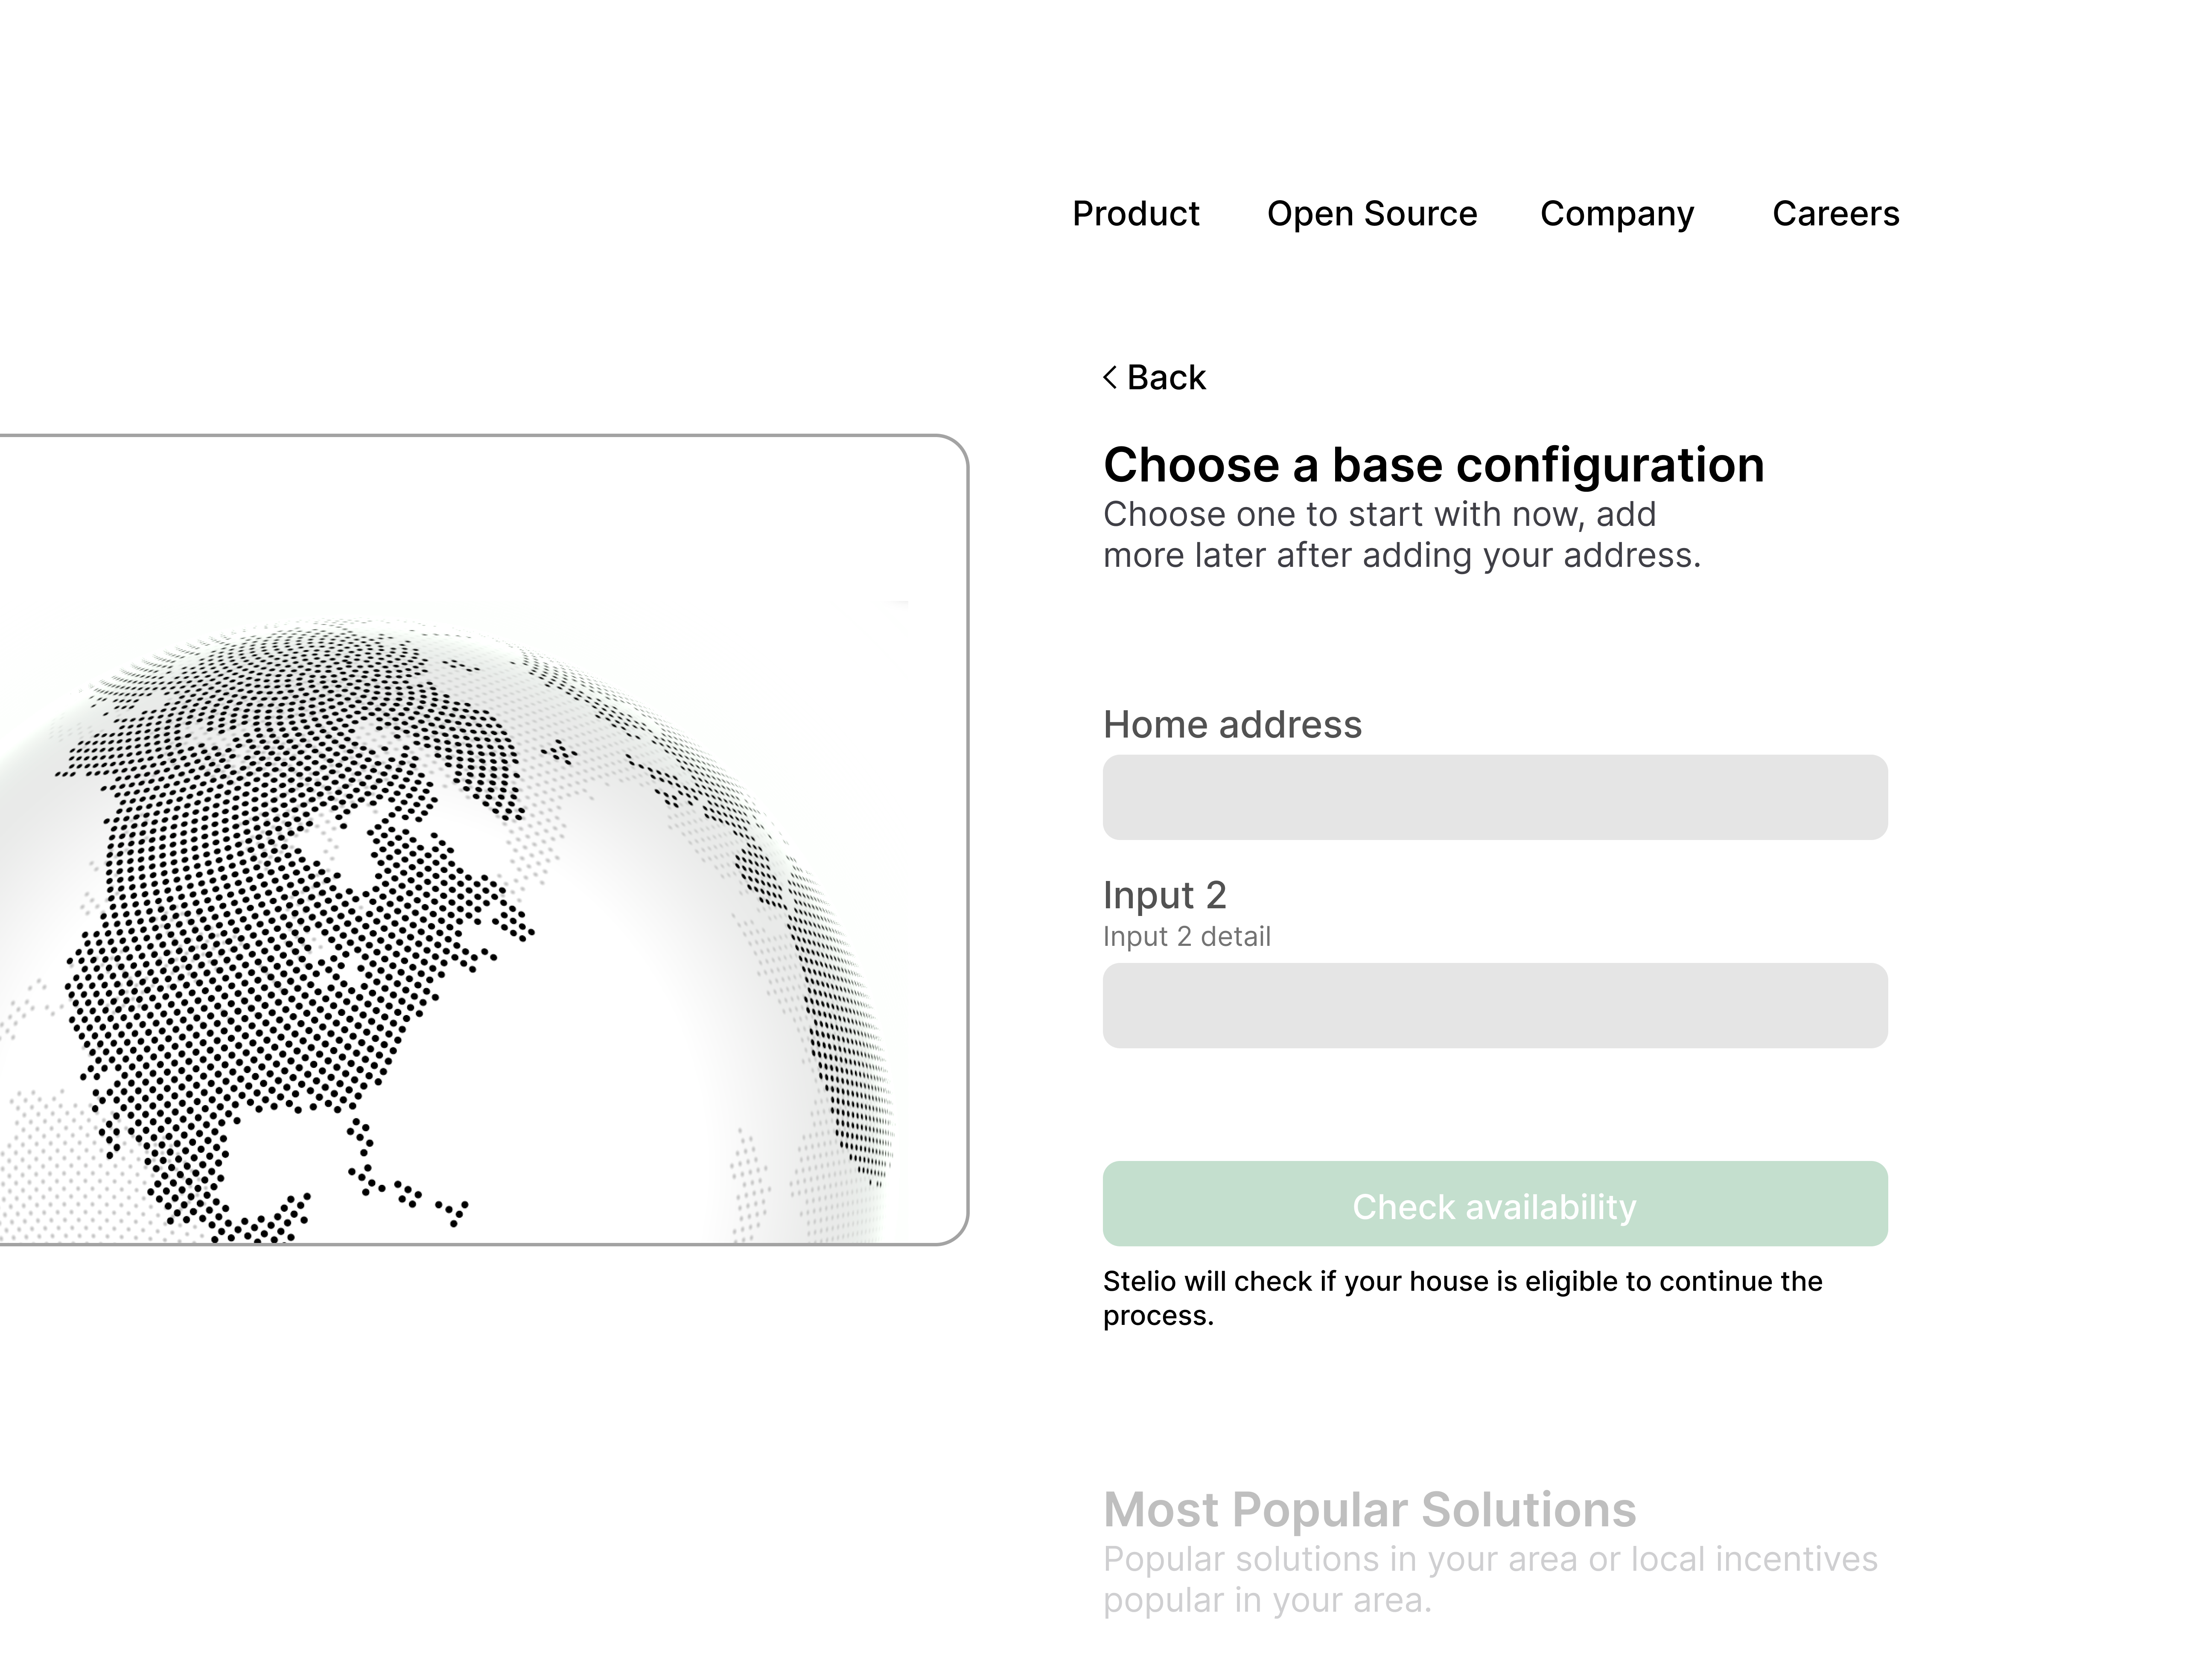 Product Open Source Company Careers
Back
Choose a base configuration
Choose one to start with now, add
more later after adding your address.
Home address
Input 2
Input 2 detail
Check availability
Stelio will check if your house is eligible to continue the
process.
Most Popular Solutions
Popular solutions in your area or local incentives
popular in your area.